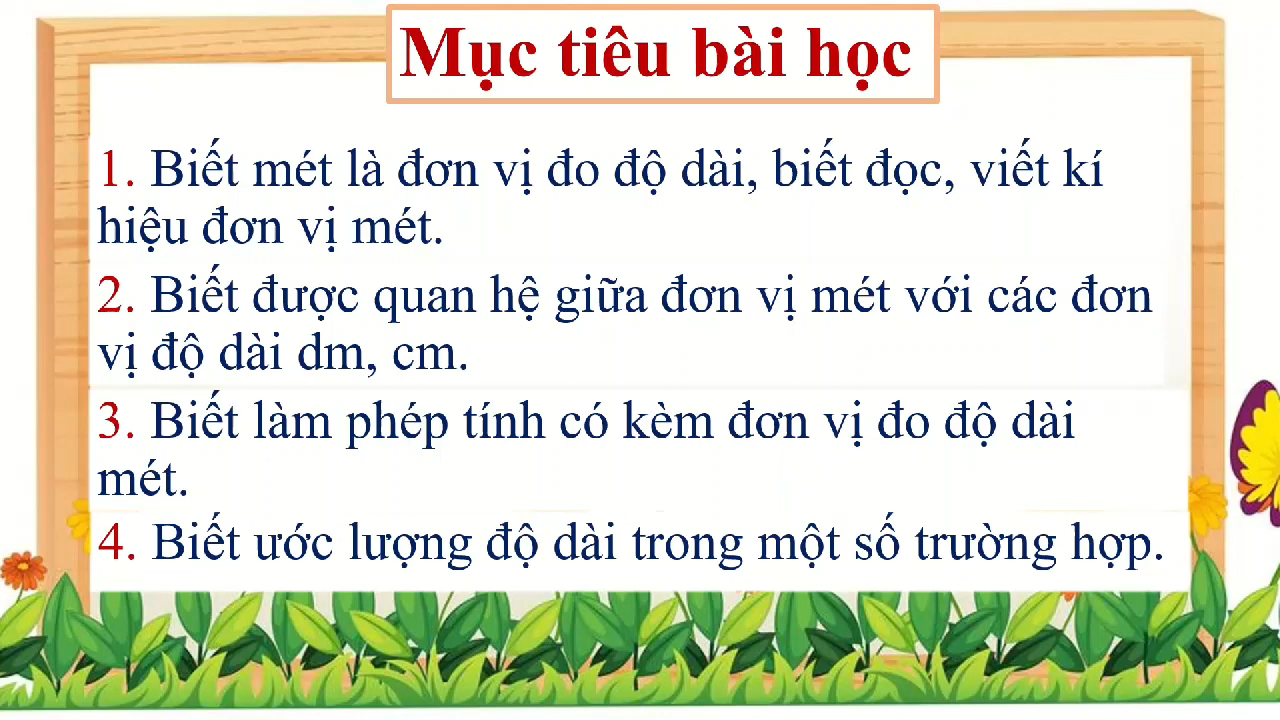 Mục tiêu bài học
1. Biết mét là đơn vị đo độ dài, biết đọc, viết kí
hiệu đơn vị mét.
2. Biết được quan hệ giữa đơn vị mét với các đơn
vị độ dài dm, cm.
3. Biết làm phép tính có kèm đơn vị đo độ dài
mét.
4. Biết ước lượng độ dài trong một số trường hợp.